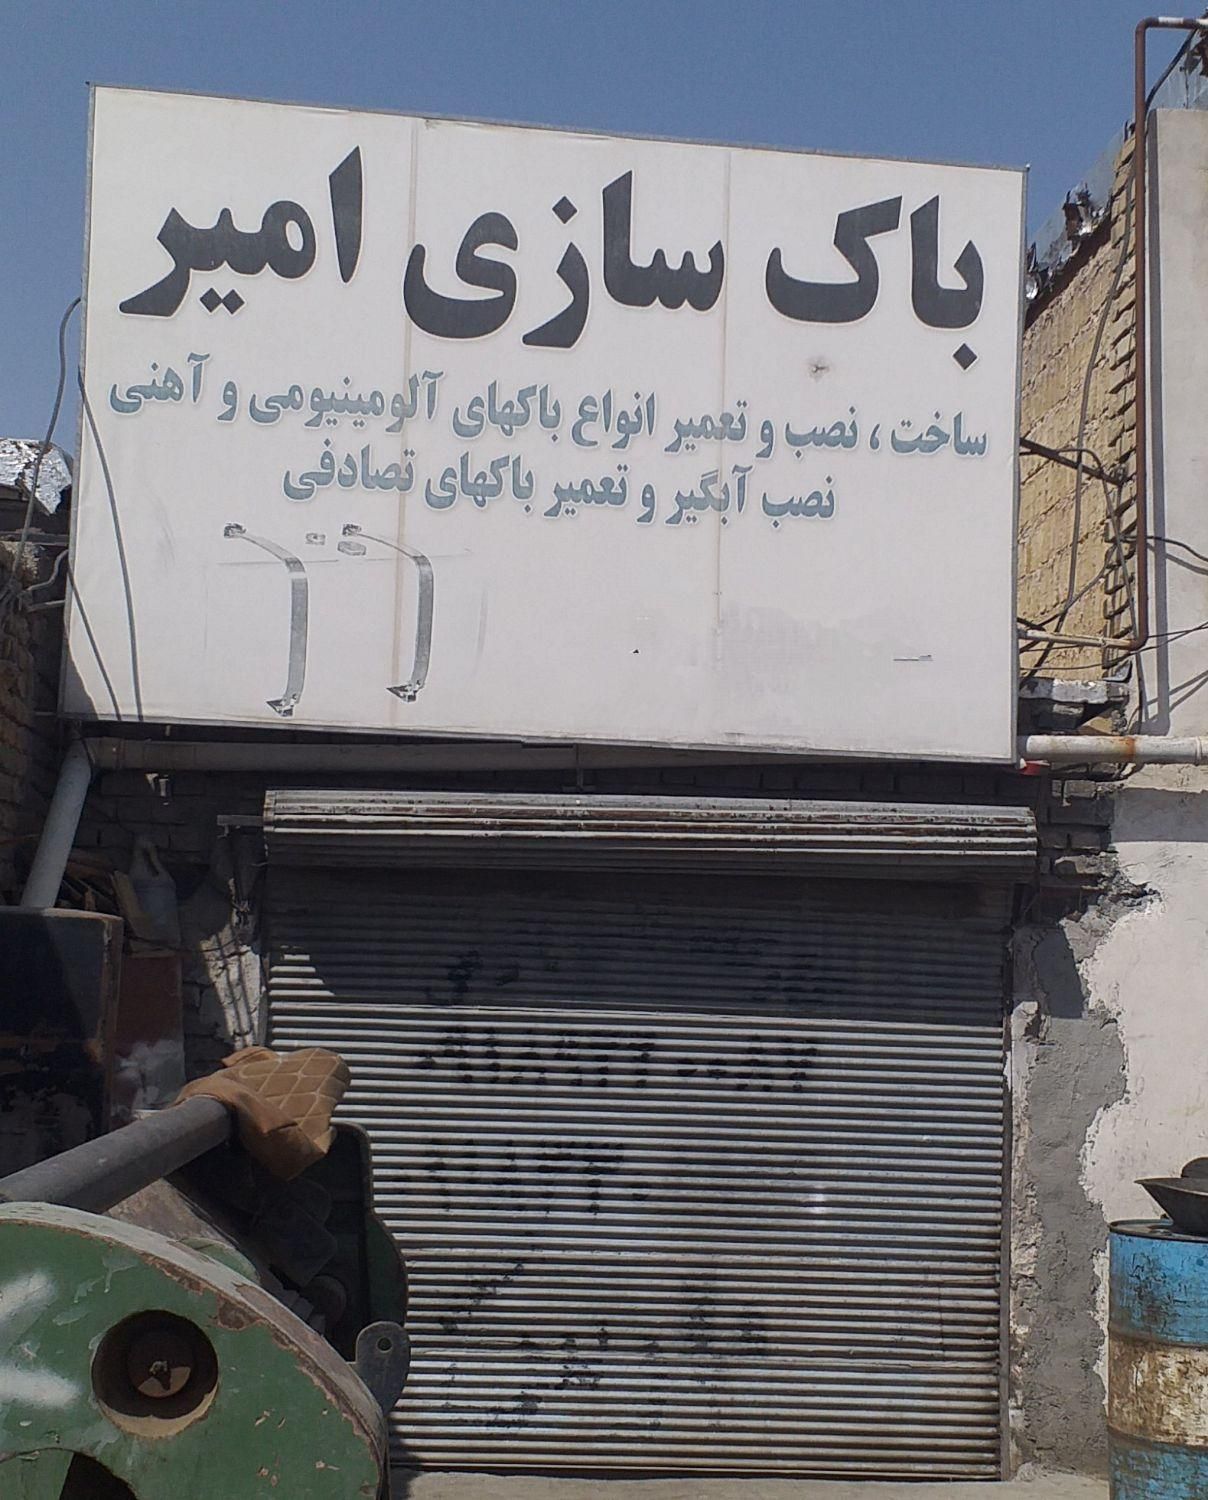 باک سازی امیر
ساخت ، نصب و تعمیر انواع باکهای آلومینیومی و آهنی
نصب آبگیر و تعمیر باکهای تصادفی